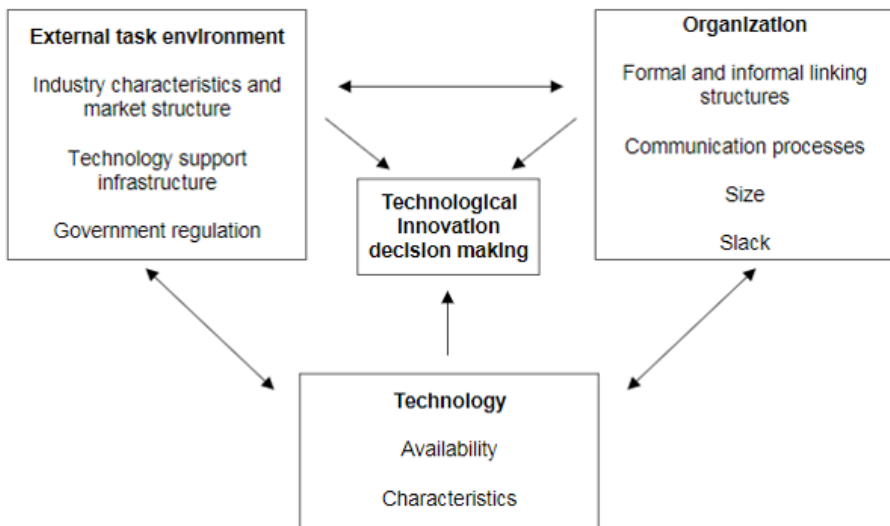 External task environment
Industry characteristics and
market structure
Technology support
infrastructure
Government regulation
Organization
Formal and informal linking
structures
Communication processes
Size
Slack
Technological
innovation
decision making
Technology
Availability
Characteristics